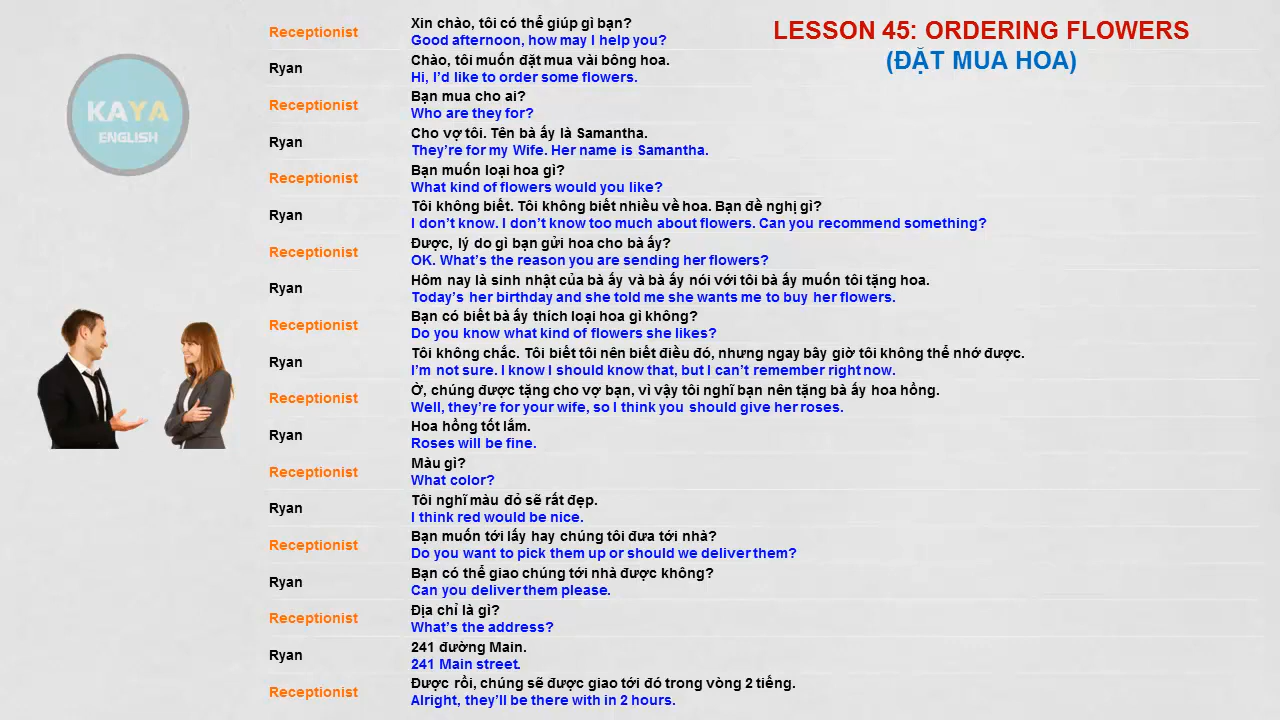 LESSON 45: ORDERING FLOWERS
(ĐẶT MUA HOA)
KAYA
ENGLISH
Receptionist
Xin chào, tôi có thể giúp gì bạn?
Good afternoon, how may I help you?
Ryan
Chào, tôi muốn đặt mua vài bông hoa.
Hi, I'd like to order some flowers.
Receptionist
Bạn mua cho ai?
Who are they for?
Ryan
Cho vợ tôi. Tên bà ấy là Samantha.
They're for my Wife. Her name is Samantha.
Receptionist
Bạn muốn loại hoa gì?
What kind of flowers would you like?
Ryan
Tôi không biết. Tôi không biết nhiều về hoa. Bạn đề nghị gì?
I don't know. I don't know too much about flowers. Can you recommend something?
Receptionist
Được, lý do gì bạn gửi hoa cho bà ấy?
OK. What's the reason you are sending her flowers?
Ryan
Hôm nay là sinh nhật của bà ấy và bà ấy nói với tôi bà ấy muốn tôi tặng hoa.
Today's her birthday and she told me she wants me to buy her flowers.
Receptionist
Bạn có biết bà ấy thích loại hoa gì không?
Do you know what kind of flowers she likes?
Ryan
Tôi không chắc. Tôi biết tôi nên biết điều đó, nhưng ngay bây giờ tôi không thể nhớ được.
I'm not sure. I know I should know that, but I can't remember right now.
Receptionist
Ờ, chúng được tặng cho vợ bạn, vì vậy tôi nghĩ bạn nên tặng bà ấy hoa hồng.
Well, they're for your wife, so I think you should give her roses.
Ryan
Hoa hồng tốt lắm.
Roses will be fine.
Receptionist
Màu gì?
What color?
Ryan
Tôi nghĩ màu đỏ sẽ rất đẹp.
I think red would be nice.
Receptionist
Bạn muốn tới lấy hay chúng tôi đưa tới nhà?
Do you want to pick them up or should we deliver them?
Ryan
Bạn có thể giao chúng tới nhà được không?
Can you deliver them please.
Receptionist
Địa chỉ là gì?
What's the address?
Ryan
241 đường Main.
241 Main street.
Receptionist
Được rồi, chúng sẽ được giao tới đó trong vòng 2 tiếng.
Alright, they'll be there with in 2 hours.